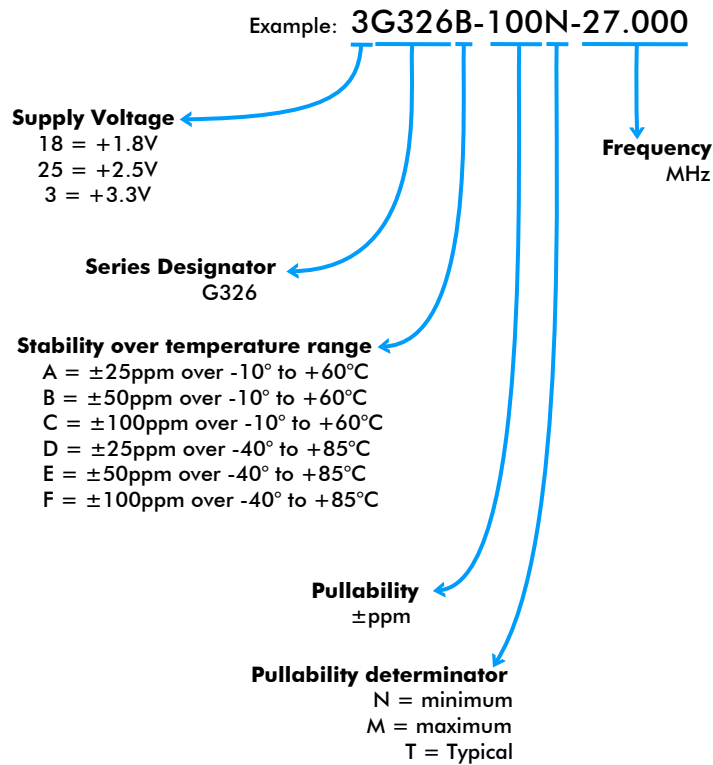 Example: 3G326B-100N-27.000
Supply Voltage
18 = +1.8V
25 = +2.5V
3 = +3.3V
Frequency
MHz
Series Designator
G326
Stability over temperature range
A = ±25ppm over -10° to +60°C
B = ±50ppm over -10° to +60°C
C = ±100ppm over -10° to +60°C
D = ±25ppm over -40° to +85°C
E = ±50ppm over -40° to +85°C
F = ±100ppm over -40° to +85°C
Pullability
±ppm
Pullability determinator
N = minimum
M = maximum
T = Typical